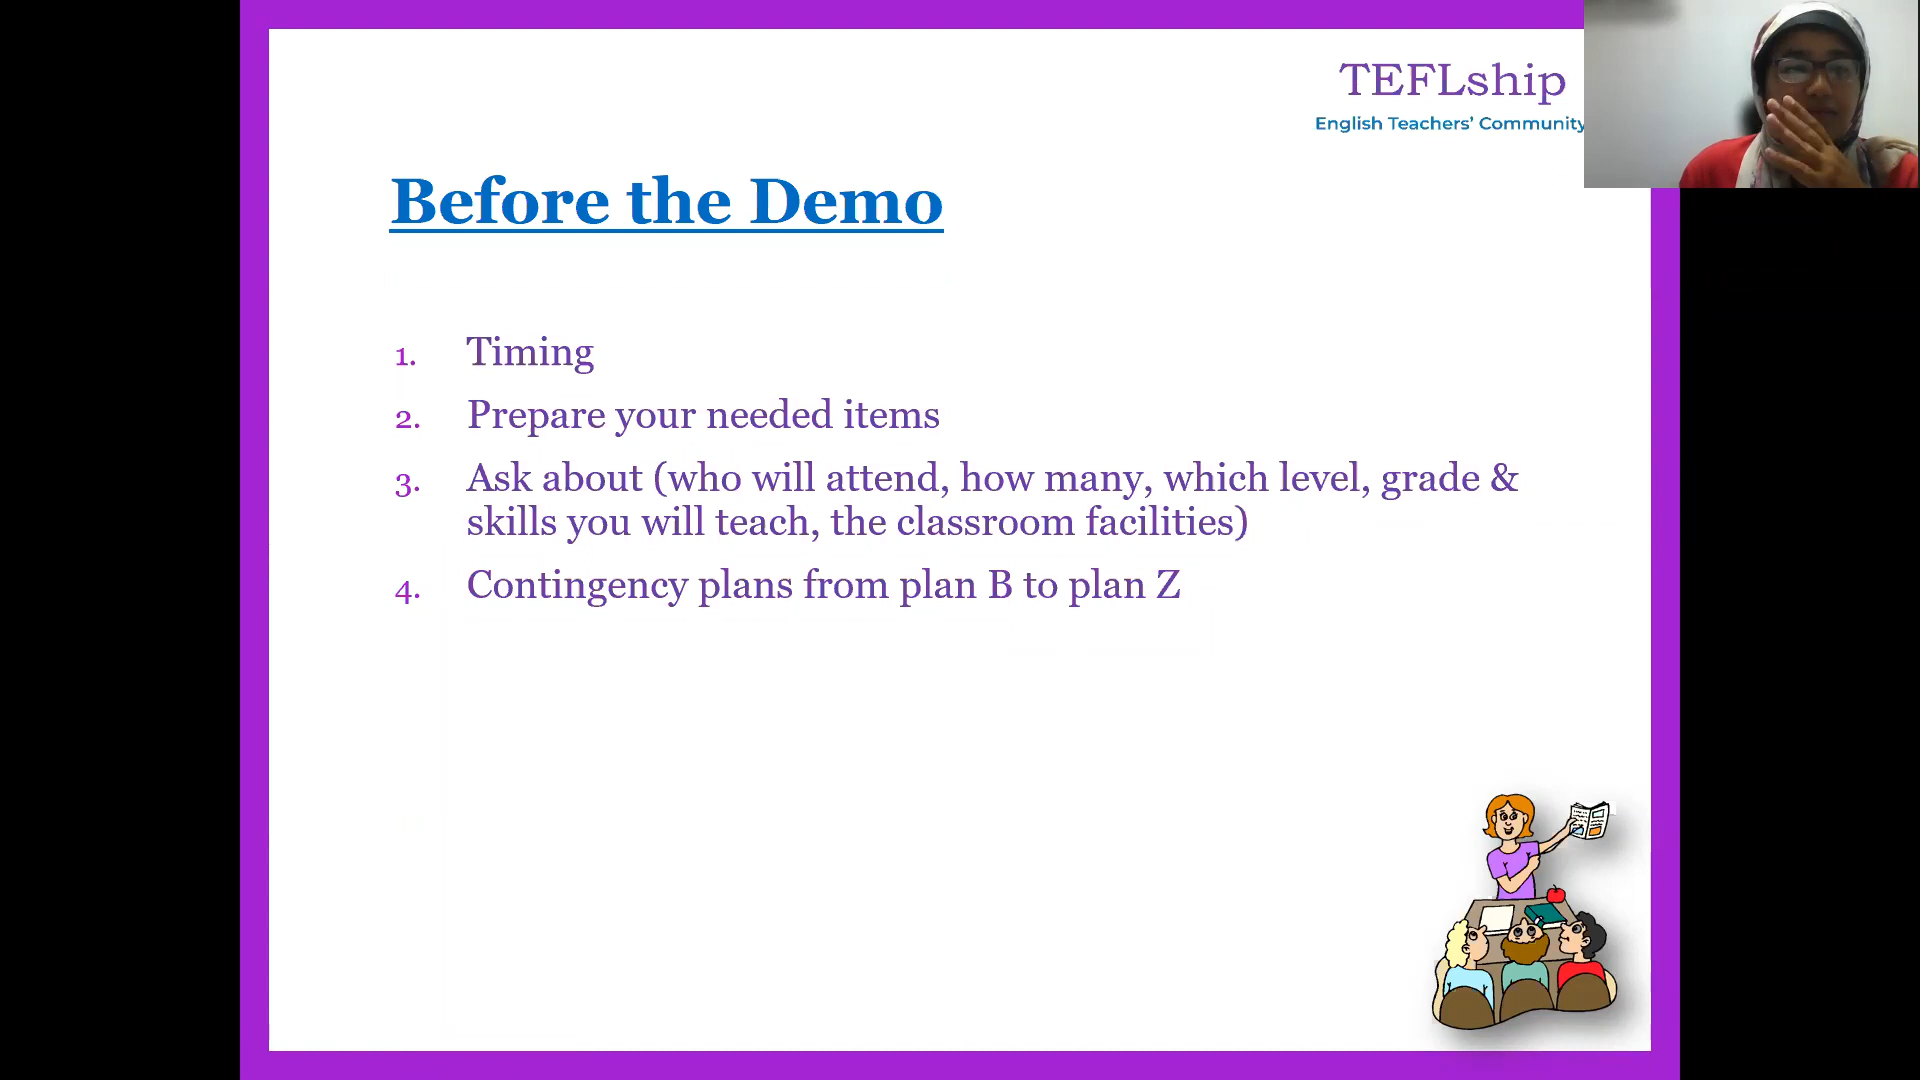 TEFLship
English Teachers' Community
Before the Demo
1. Timing
2. Prepare your needed items
3. Ask about (who will attend, how many, which level, grade &
skills you will teach, the classroom facilities)
4. Contingency plans from plan B to plan Z